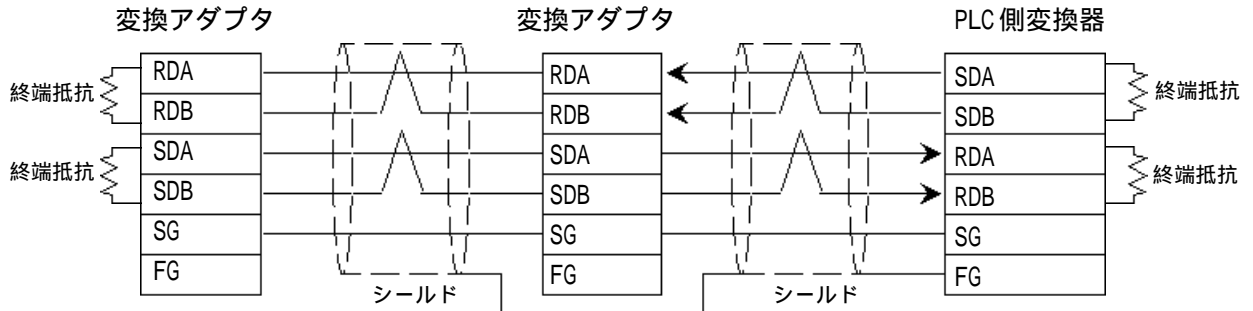 変換アダプタ
変換アダプタ
PLC側変換器
終端抵抗
終端抵抗
RDA
RDB
SDA
SDB
SG
FG
シールド
RDA
RDB
SDA
SDB
SG
FG
シールド
SDA
SDB
RDA
RDB
SG
FG
終端抵抗
終端抵抗